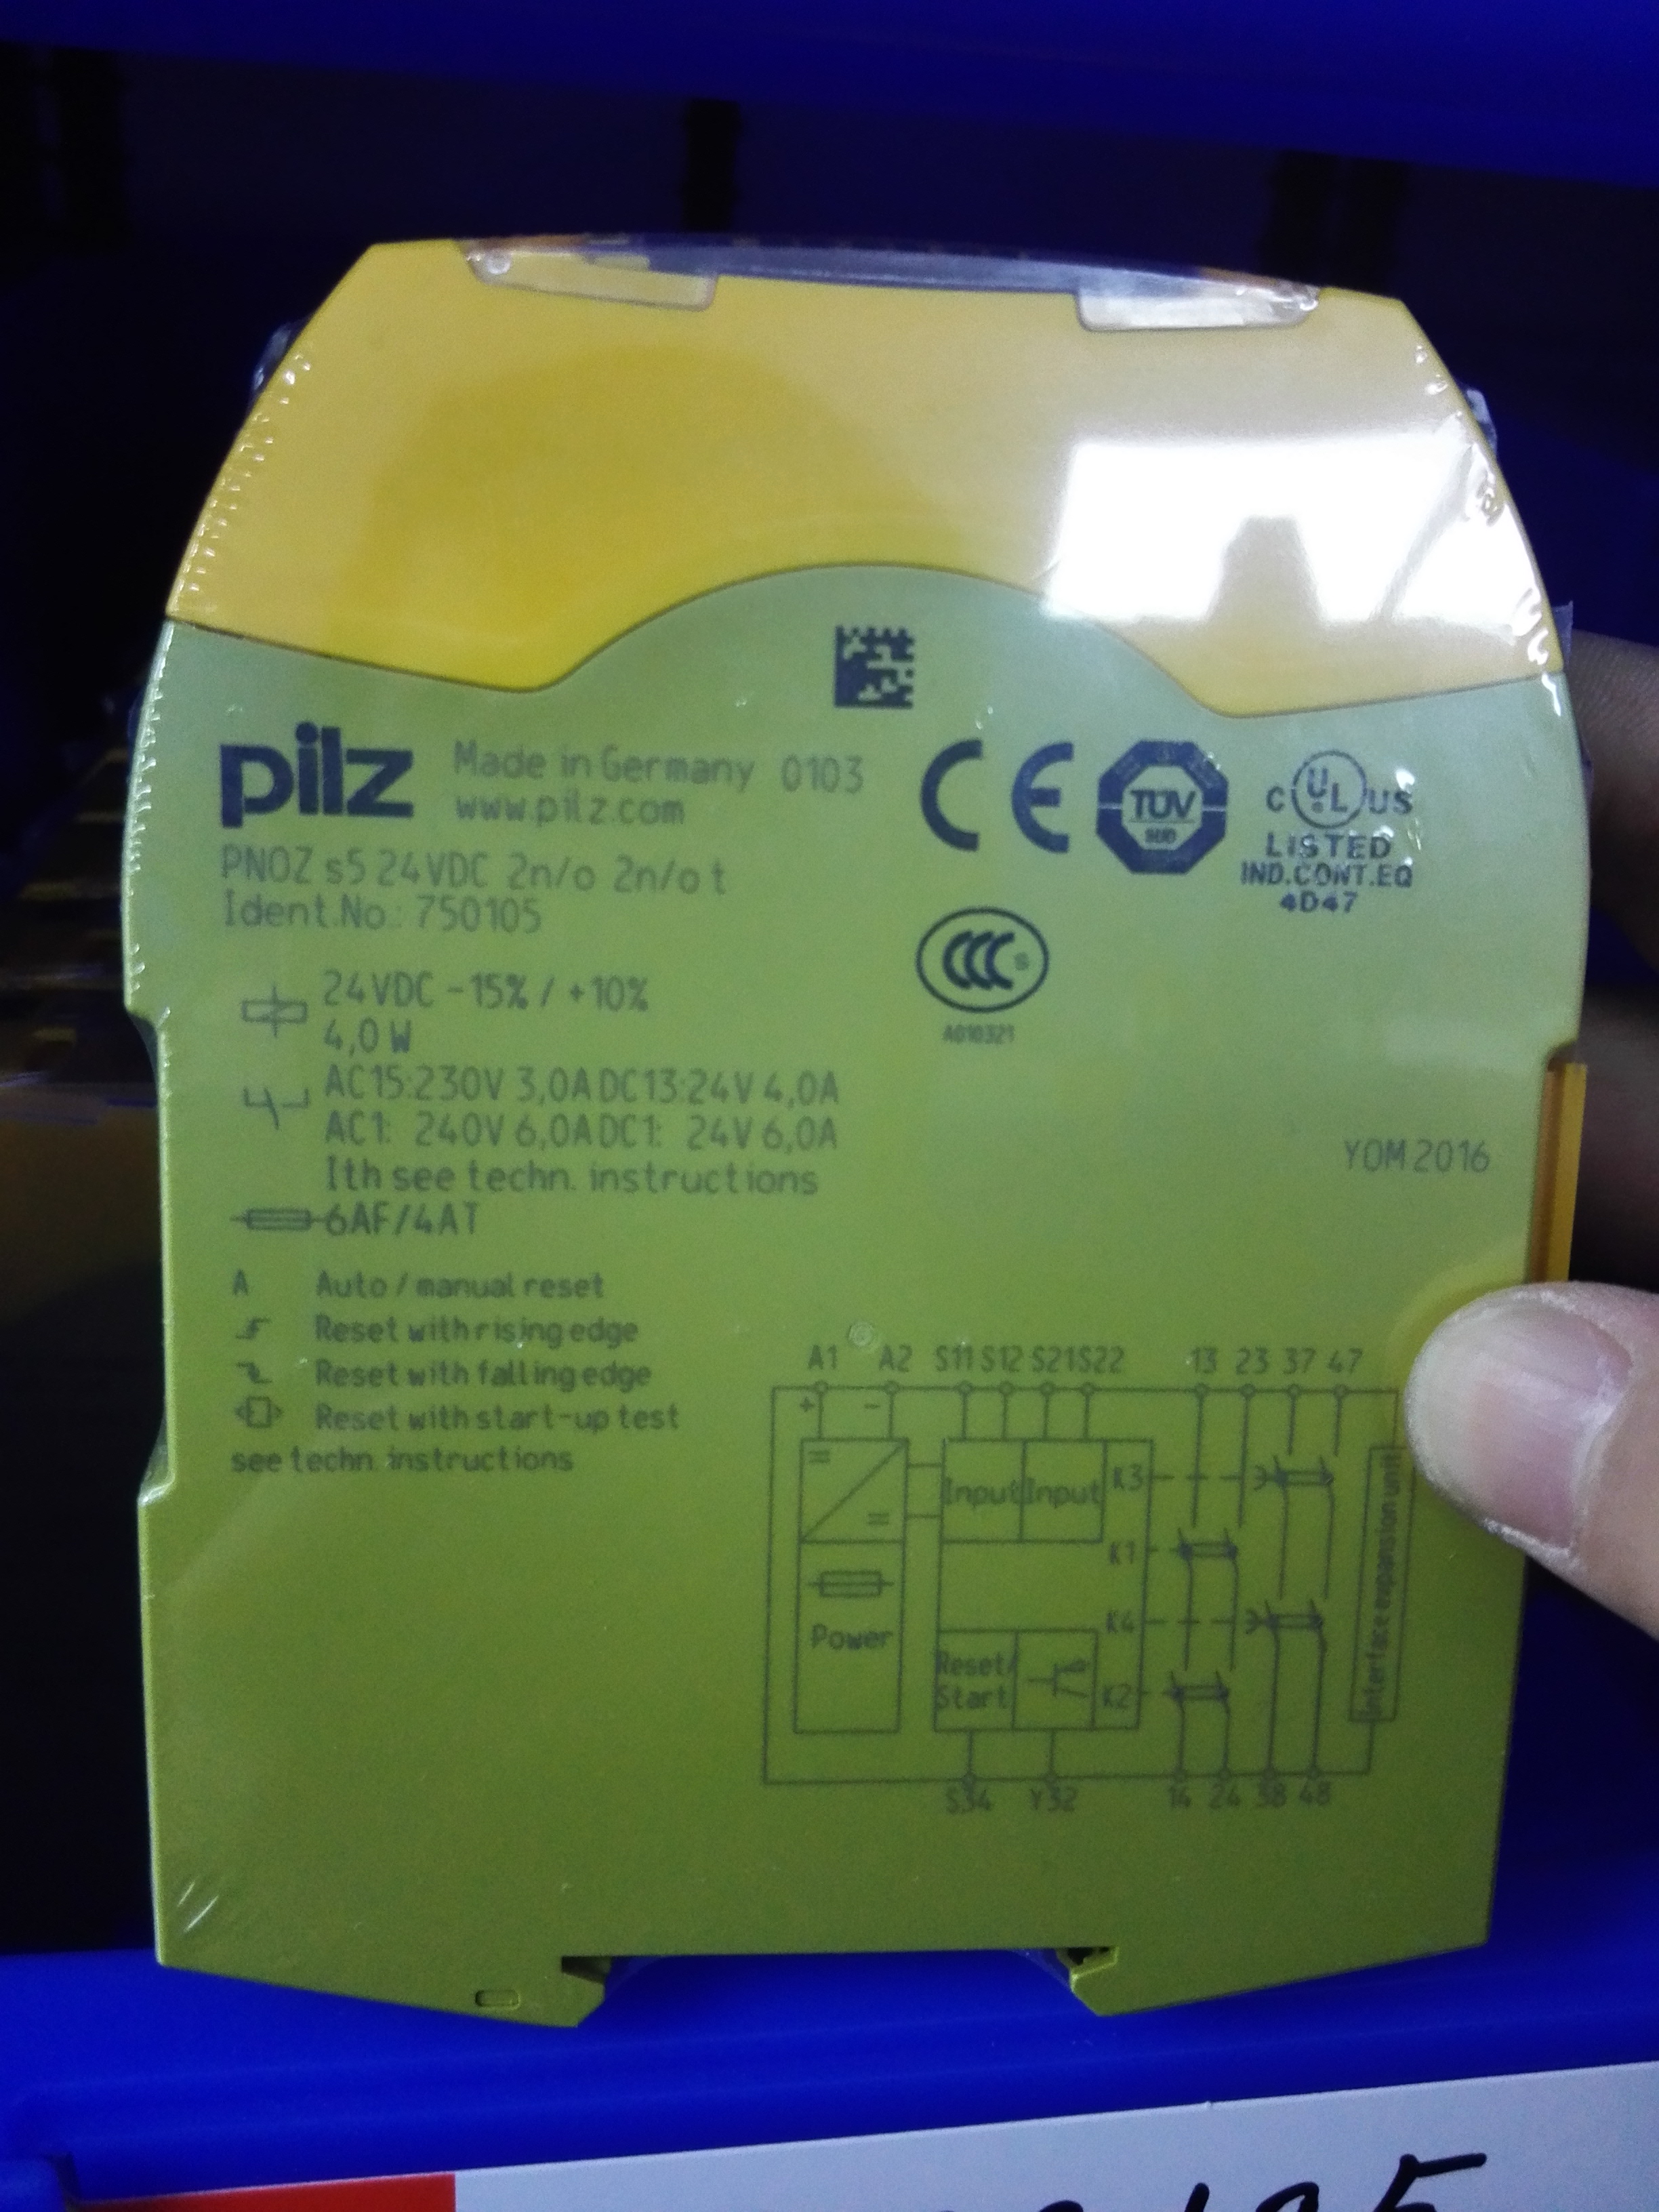 pilz
Made in Germany 0103
www.pilz.com
CE
TÜV
SÜD
C UL US
LISTED
IND.CONT.EQ
4D47
PNOZ s5 24VDC 2n/o 2n/o t
Ident.No.: 750105
CCC S
A010321
24VDC -15% / +10%
4,0 W
AC15:230V 3,0A DC13:24V 4,0A
AC1: 240V 6,0A DC1: 24V 6,0A
Ith see techn. instructions
YOM 2016
6AF/4AT
A Auto / manual reset
Reset with rising edge
Reset with falling edge
Reset with start-up test
see techn. instructions
A1 A2 S11 S12 S21 S22 13 23 37 47
+ −
Input Input K3
K1
Power
K4
Reset/
Start
K2
Interface expansion unit
S34 Y32 14 24 38 48